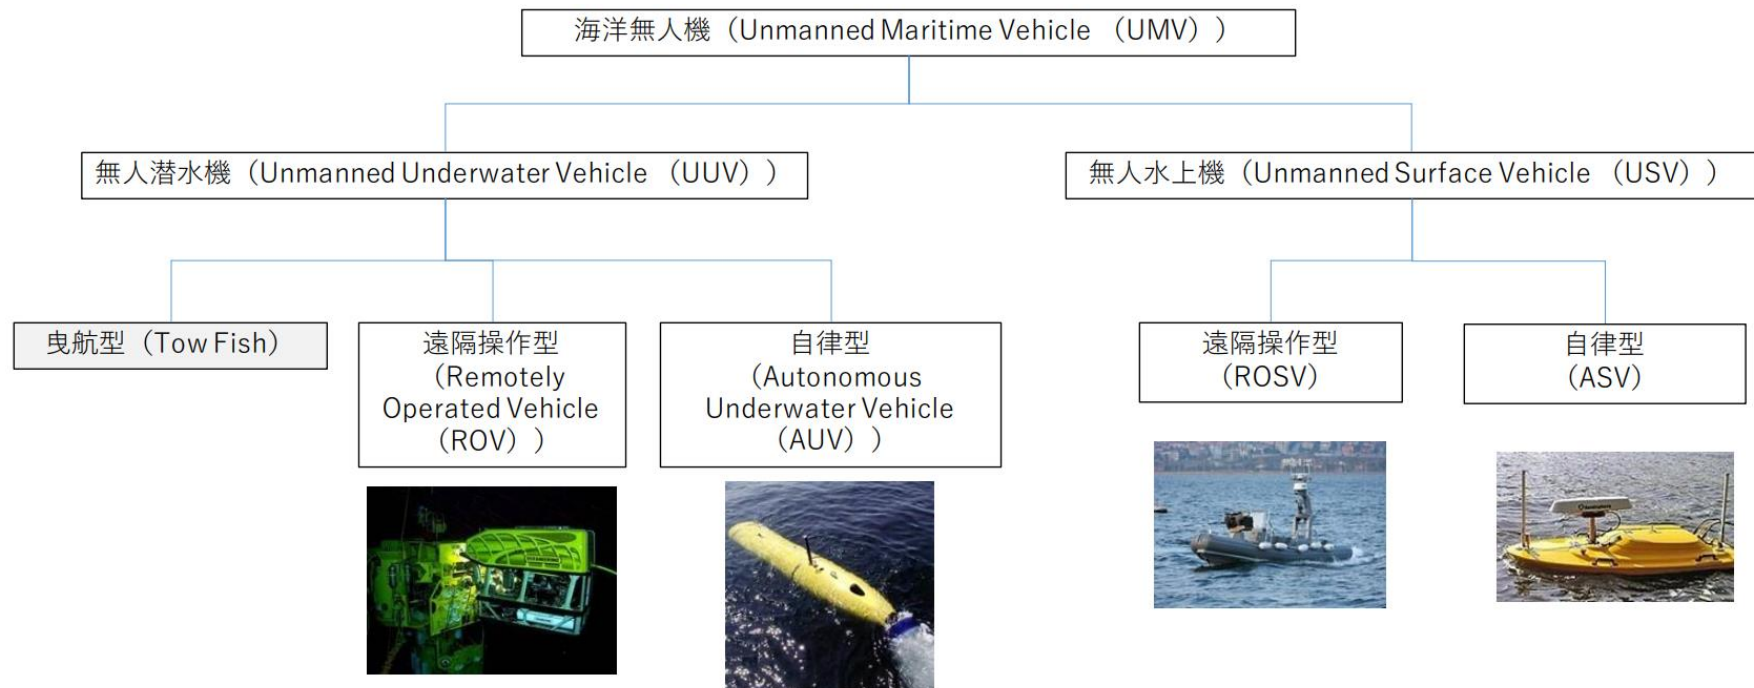 海洋無人機（Unmanned Maritime Vehicle （UMV））
無人潜水機（Unmanned Underwater Vehicle （UUV））
無人水上機（Unmanned Surface Vehicle （USV））
曳航型（Tow Fish）
遠隔操作型
（Remotely
Operated Vehicle
（ROV））
自律型
（Autonomous
Underwater Vehicle
（AUV））
遠隔操作型
（ROSV）
自律型
（ASV）